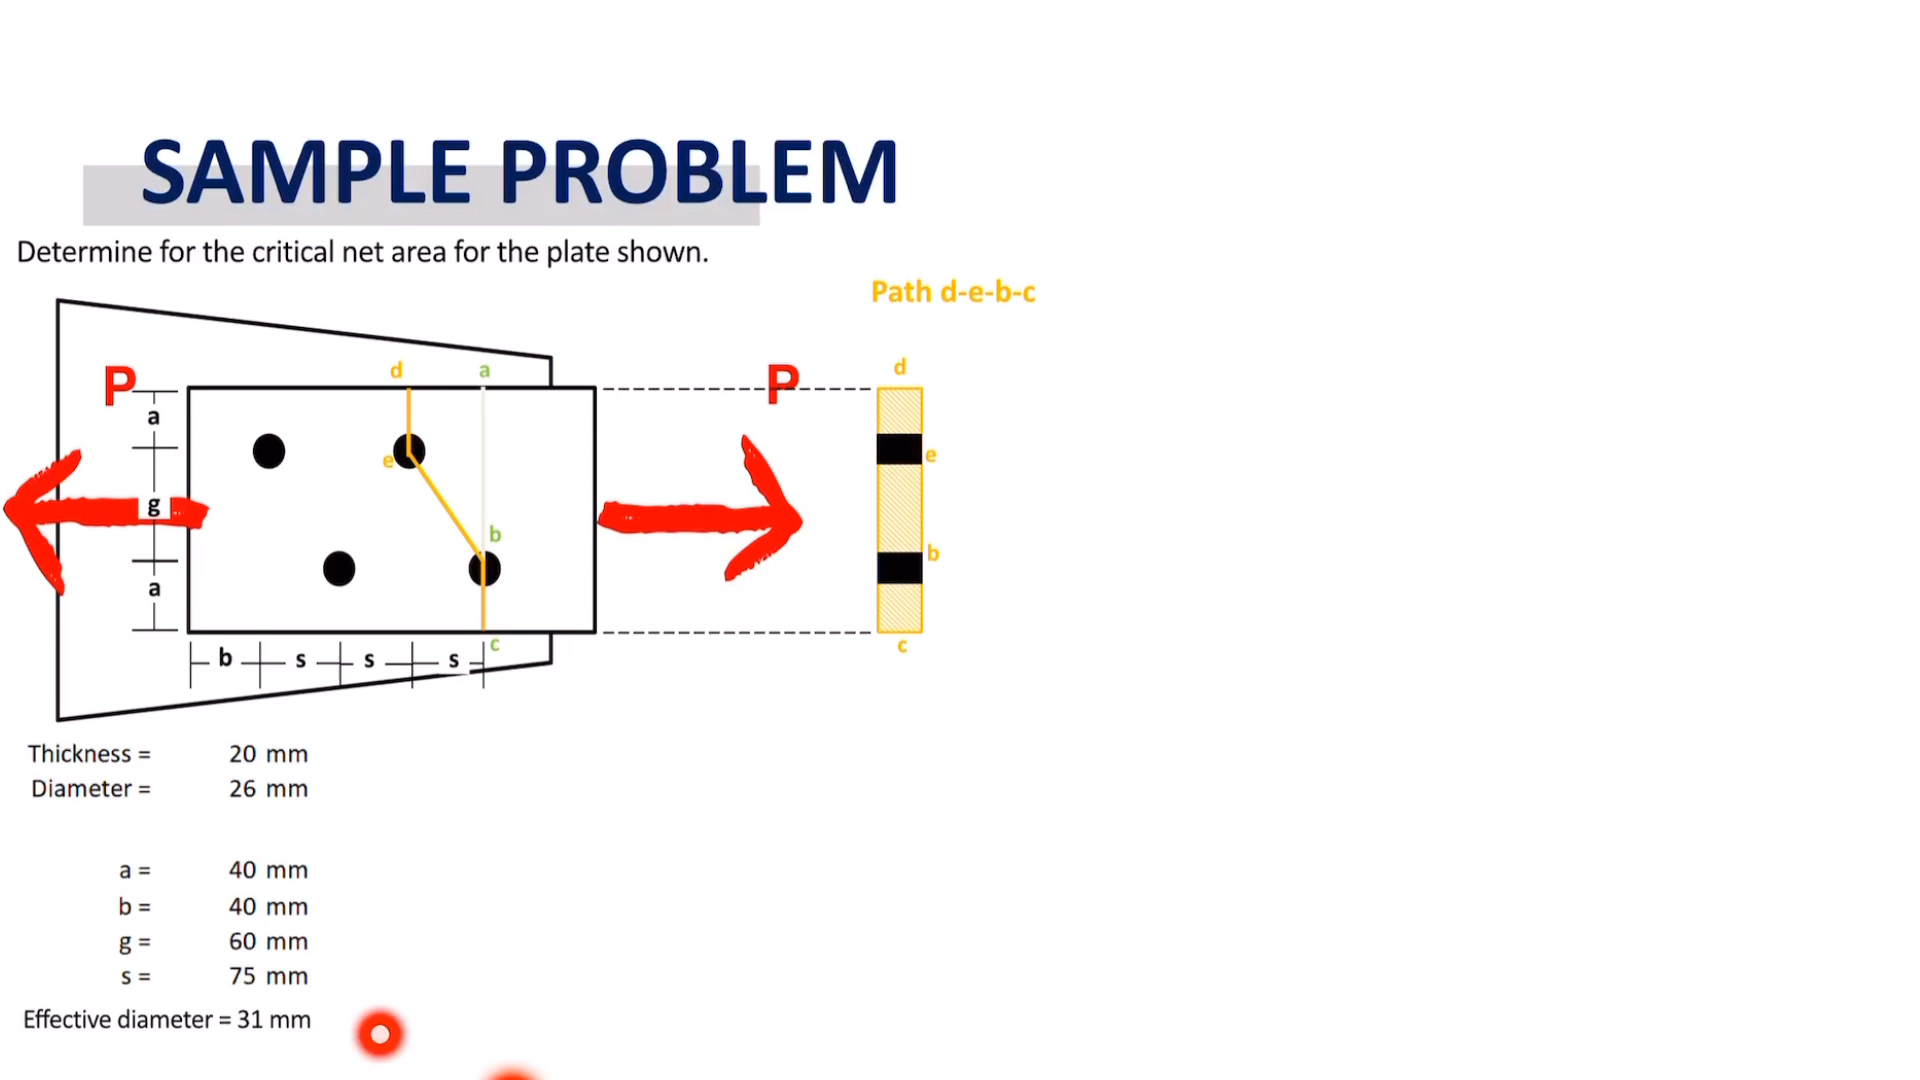 SAMPLE PROBLEM
Determine for the critical net area for the plate shown.
Path d-e-b-c
P
P
d
a
d
a
e
e
g
b
b
a
c
c
b
s
s
s
Thickness = 20 mm
Diameter = 26 mm
a = 40 mm
b = 40 mm
g = 60 mm
s = 75 mm
Effective diameter = 31 mm